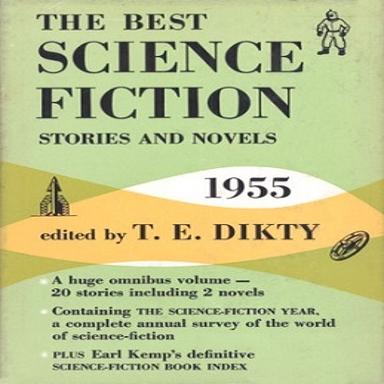 THE BEST
SCIENCE
FICTION
STORIES AND NOVELS
1955
edited by T. E. DIKTY
A huge omnibus volume —
20 stories including 2 novels
Containing THE SCIENCE-FICTION YEAR,
a complete annual survey of the world
of science-fiction
PLUS Earl Kemp's definitive
SCIENCE-FICTION BOOK INDEX